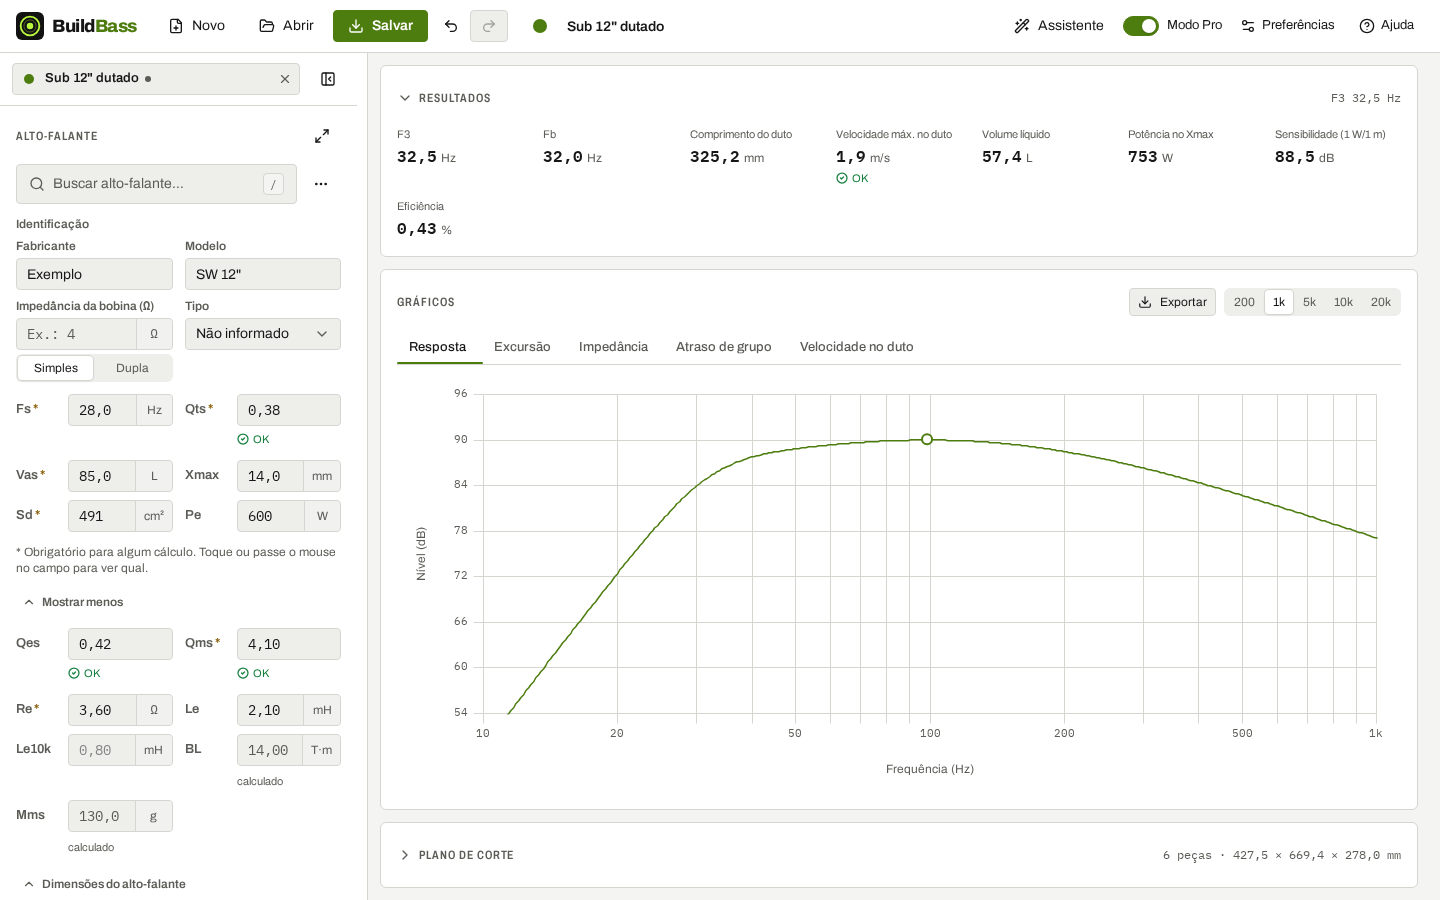 BuildBass
Novo
Abrir
Salvar
Sub 12" dutado
Assistente
Modo Pro
Preferências
Ajuda
Sub 12" dutado
ALTO-FALANTE
Buscar alto-falante...
/
Identificação
Fabricante
Modelo
Exemplo
SW 12"
Impedância da bobina (Ω)
Tipo
Ex.: 4
Ω
Não informado
Simples
Dupla
Fs*
28,0
Hz
Qts*
0,38
OK
Vas*
85,0
L
Xmax
14,0
mm
Sd*
491
cm²
Pe
600
W
* Obrigatório para algum cálculo. Toque ou passe o mouse
no campo para ver qual.
Mostrar menos
Qes
0,42
OK
Qms*
4,10
OK
Re*
3,60
Ω
Le
2,10
mH
Le10k
0,80
mH
BL
14,00
T·m
calculado
Mms
130,0
g
calculado
Dimensões do alto-falante
RESULTADOS
F3 32,5 Hz
F3
32,5 Hz
Fb
32,0 Hz
Comprimento do duto
325,2 mm
Velocidade máx. no duto
1,9 m/s
OK
Volume líquido
57,4 L
Potência no Xmax
753 W
Sensibilidade (1 W/1 m)
88,5 dB
Eficiência
0,43 %
GRÁFICOS
Exportar
200
1k
5k
10k
20k
Resposta
Excursão
Impedância
Atraso de grupo
Velocidade no duto
Nível (dB)
96
90
84
78
72
66
60
54
10
20
50
100
200
500
1k
Frequência (Hz)
PLANO DE CORTE
6 peças · 427,5 × 669,4 × 278,0 mm